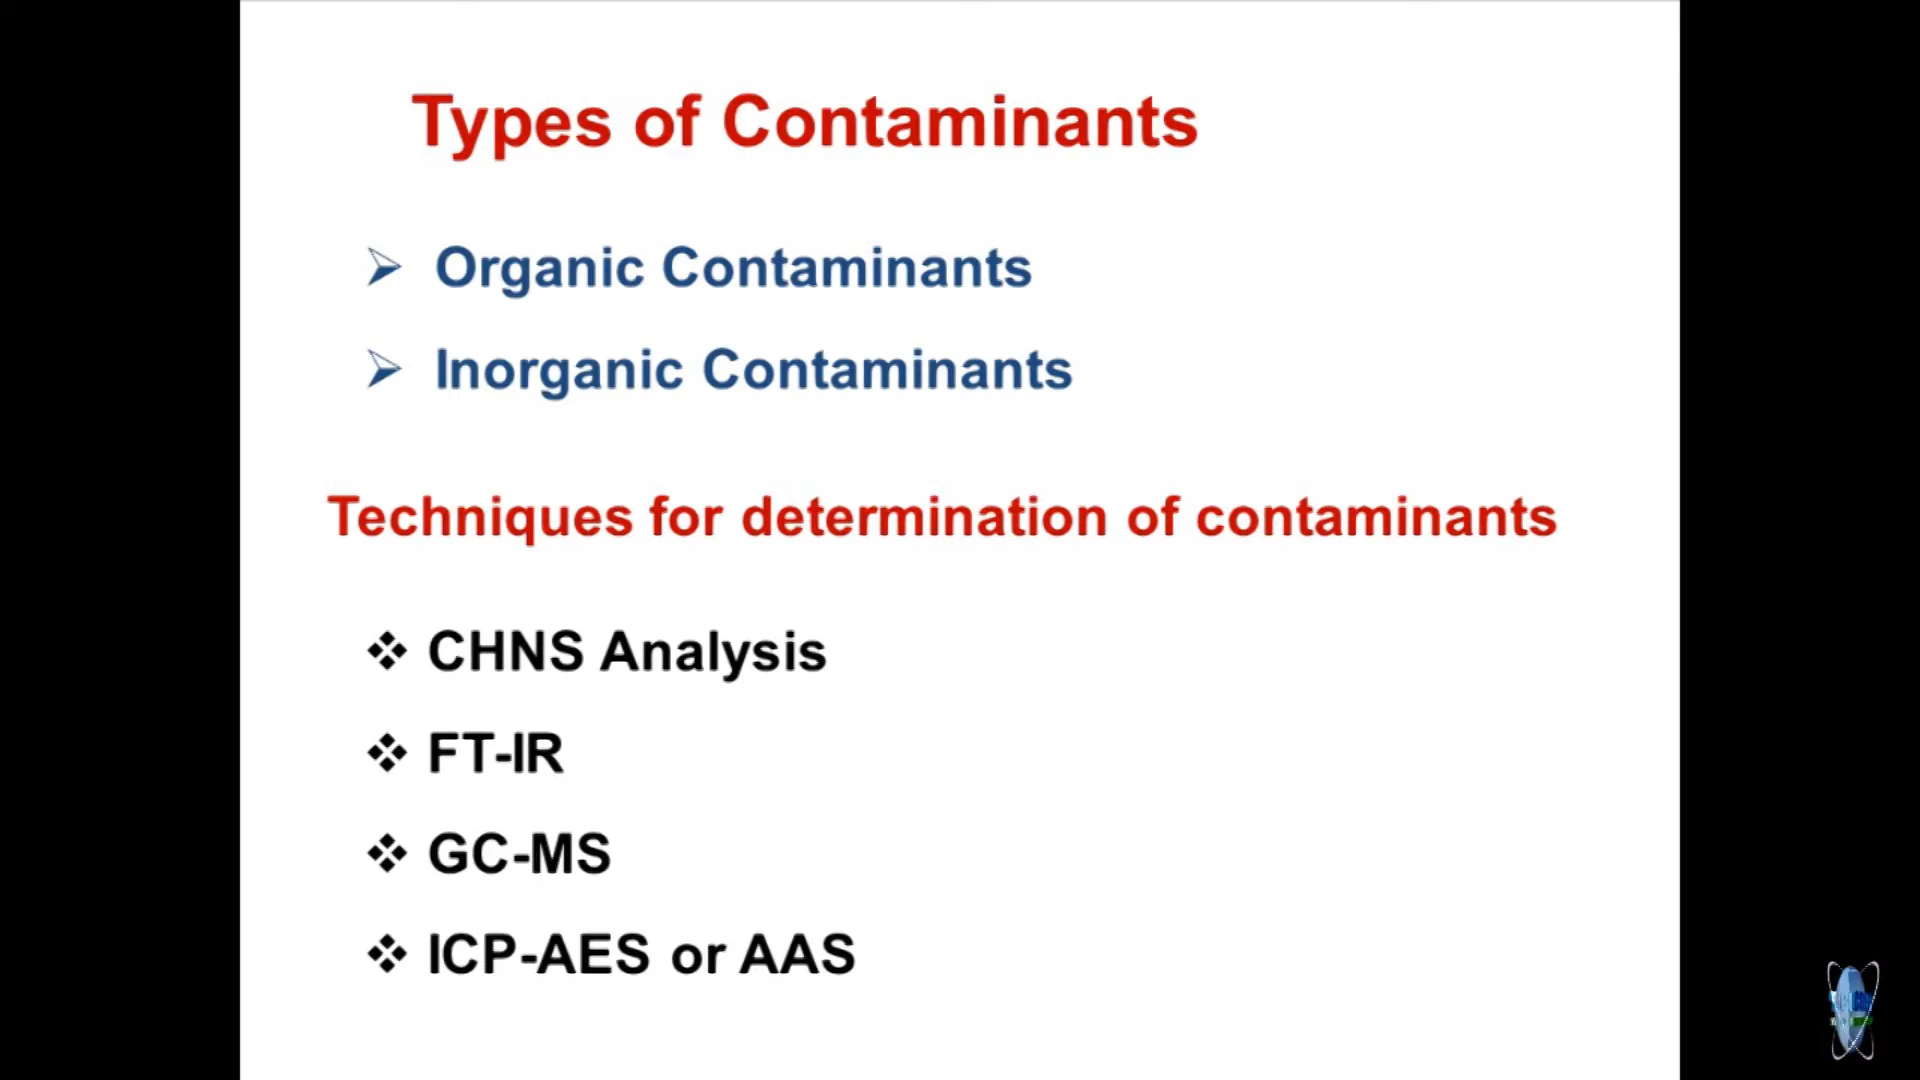 Types of Contaminants
Organic Contaminants
Inorganic Contaminants
Techniques for determination of contaminants
CHNS Analysis
FT-IR
GC-MS
ICP-AES or AAS